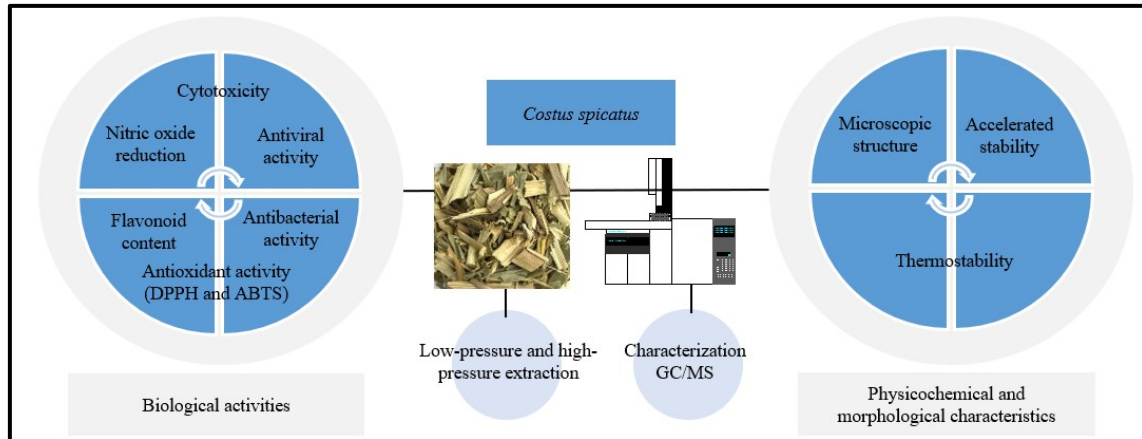 Cytotoxicity
Nitric oxide
reduction
Antiviral
activity
Flavonoid
content
Antibacterial
activity
Antioxidant activity
(DPPH and ABTS)
Biological activities
Costus spicatus
Low-pressure and high-
pressure extraction
Characterization
GC/MS
Microscopic
structure
Accelerated
stability
Thermostability
Physicochemical and
morphological characteristics